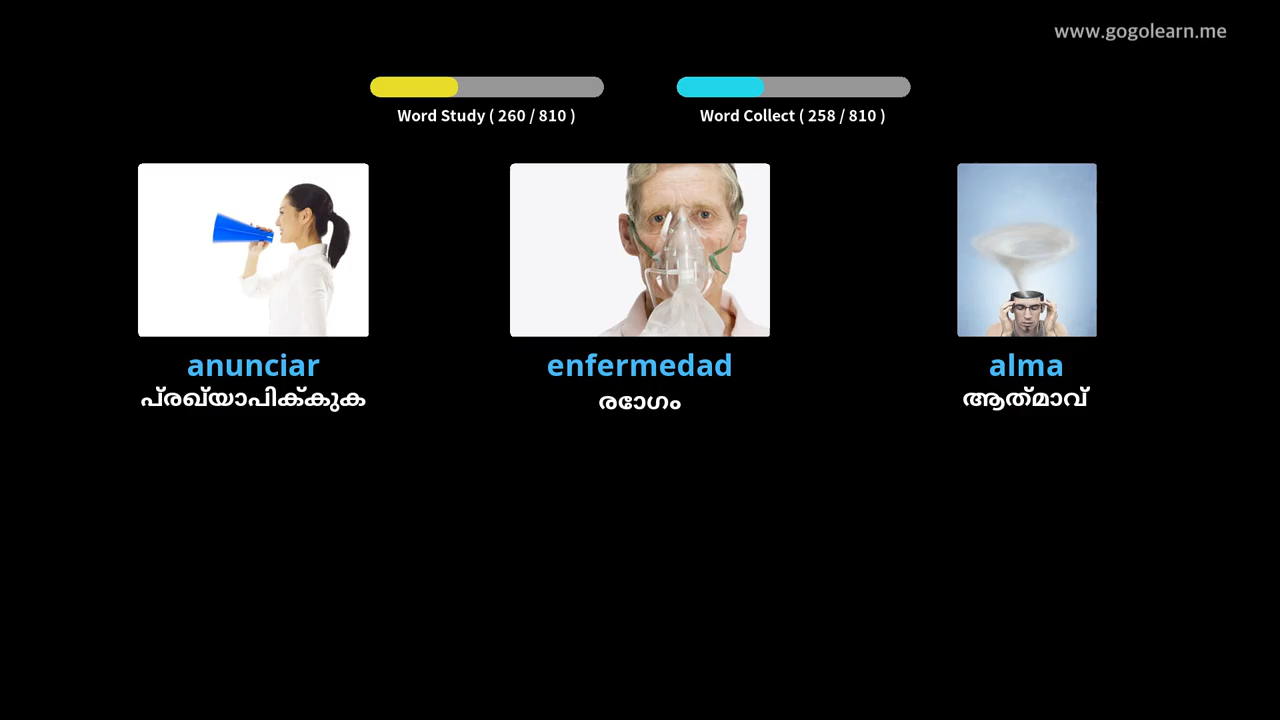 www.gogolearn.me
Word Study ( 260 / 810 )
Word Collect ( 258 / 810 )
anunciar
പ്രഖ്യാപിക്കുക
enfermedad
രോഗം
alma
ആത്മാവ്